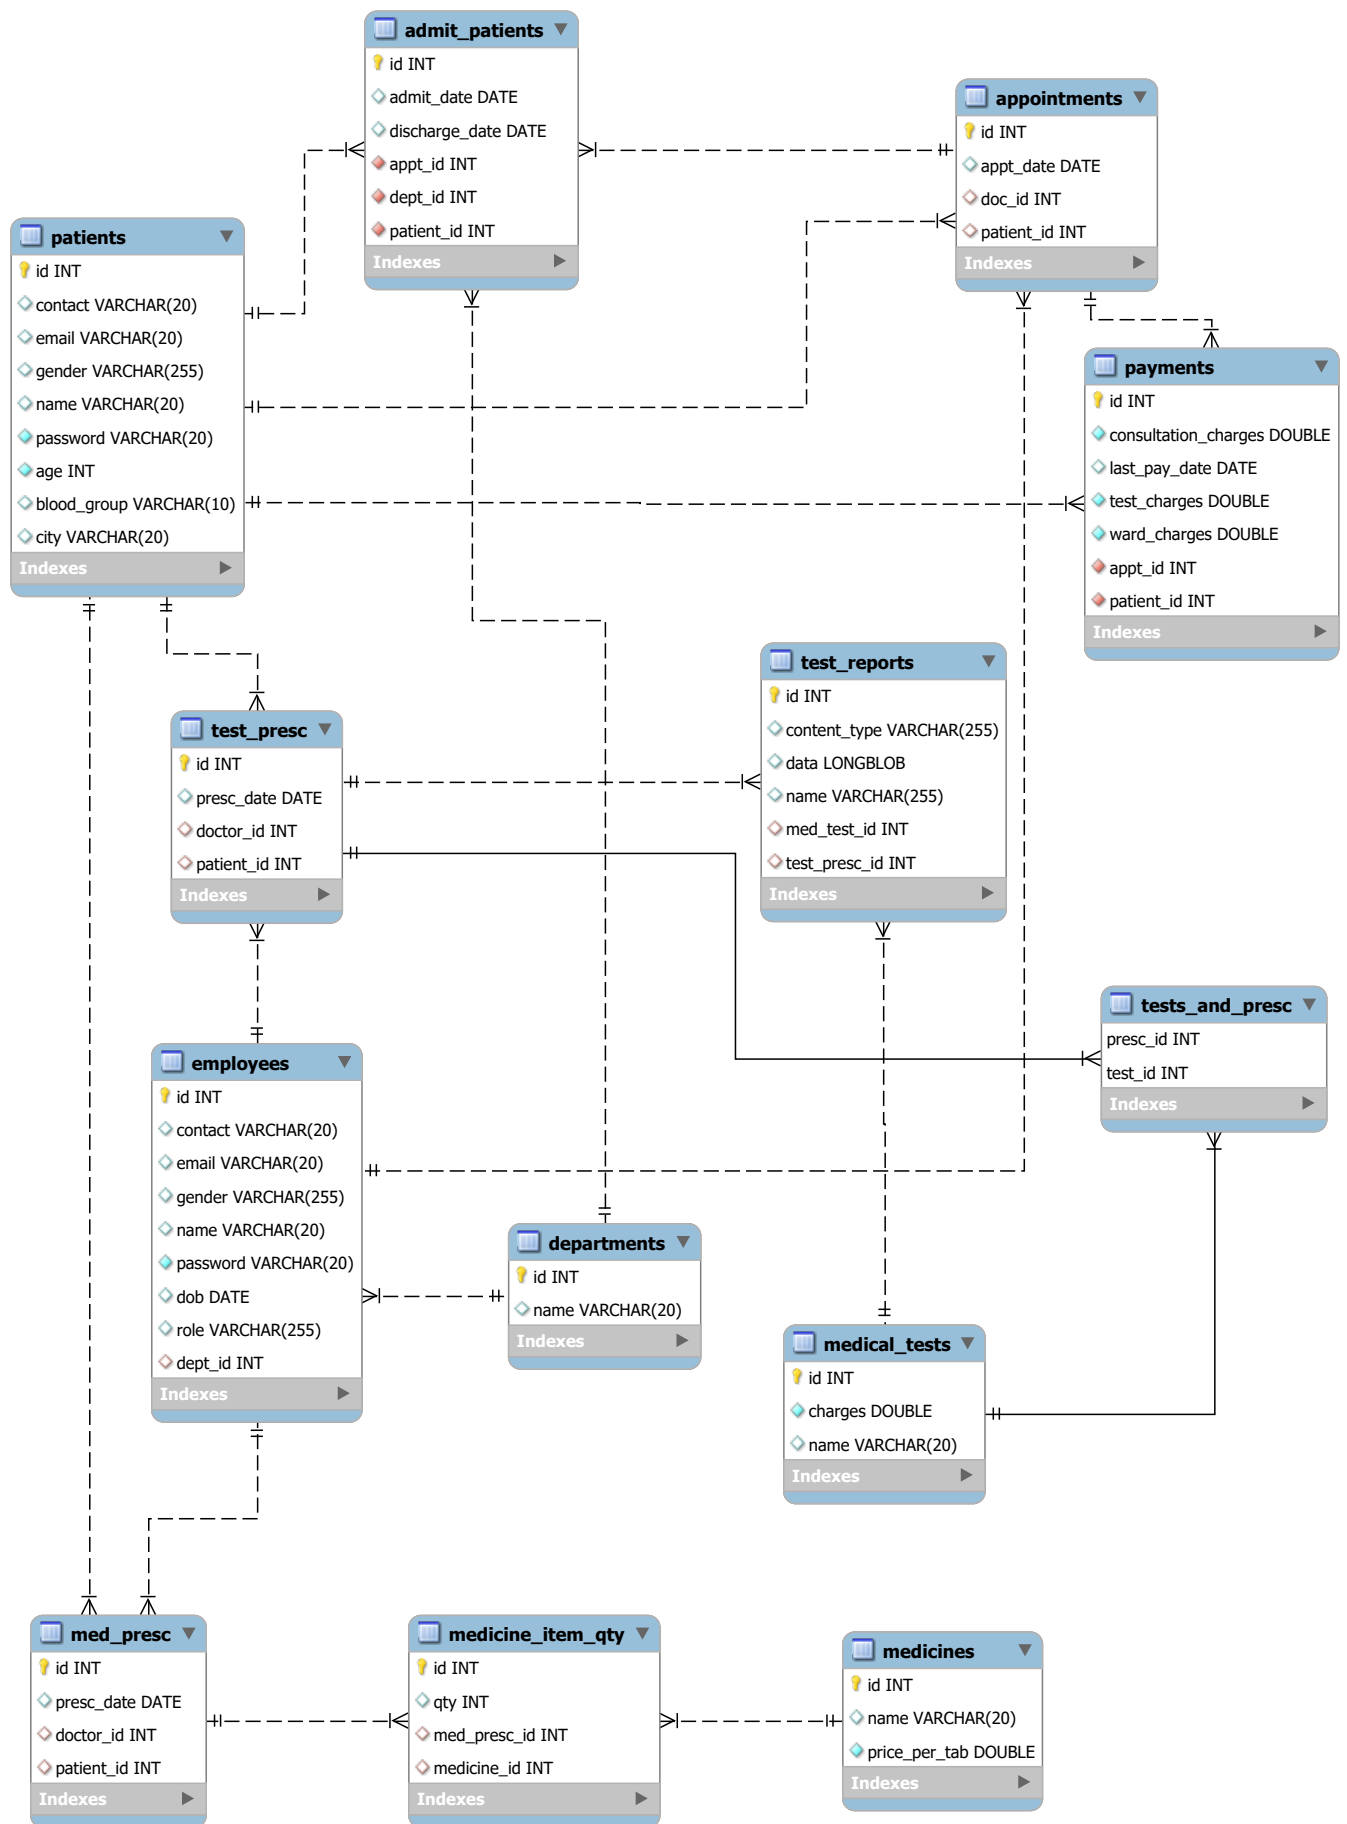 admit_patients
id INT
admit_date DATE
discharge_date DATE
appt_id INT
dept_id INT
patient_id INT
Indexes
appointments
id INT
appt_date DATE
doc_id INT
patient_id INT
Indexes
patients
id INT
contact VARCHAR(20)
email VARCHAR(20)
gender VARCHAR(255)
name VARCHAR(20)
password VARCHAR(20)
age INT
blood_group VARCHAR(10)
city VARCHAR(20)
Indexes
payments
id INT
consultation_charges DOUBLE
last_pay_date DATE
test_charges DOUBLE
ward_charges DOUBLE
appt_id INT
patient_id INT
Indexes
test_reports
id INT
content_type VARCHAR(255)
data LONGBLOB
name VARCHAR(255)
med_test_id INT
test_presc_id INT
Indexes
test_presc
id INT
presc_date DATE
doctor_id INT
patient_id INT
Indexes
tests_and_presc
presc_id INT
test_id INT
Indexes
employees
id INT
contact VARCHAR(20)
email VARCHAR(20)
gender VARCHAR(255)
name VARCHAR(20)
password VARCHAR(20)
dob DATE
role VARCHAR(255)
dept_id INT
Indexes
departments
id INT
name VARCHAR(20)
Indexes
medical_tests
id INT
charges DOUBLE
name VARCHAR(20)
Indexes
med_presc
id INT
presc_date DATE
doctor_id INT
patient_id INT
Indexes
medicine_item_qty
id INT
qty INT
med_presc_id INT
medicine_id INT
Indexes
medicines
id INT
name VARCHAR(20)
price_per_tab DOUBLE
Indexes